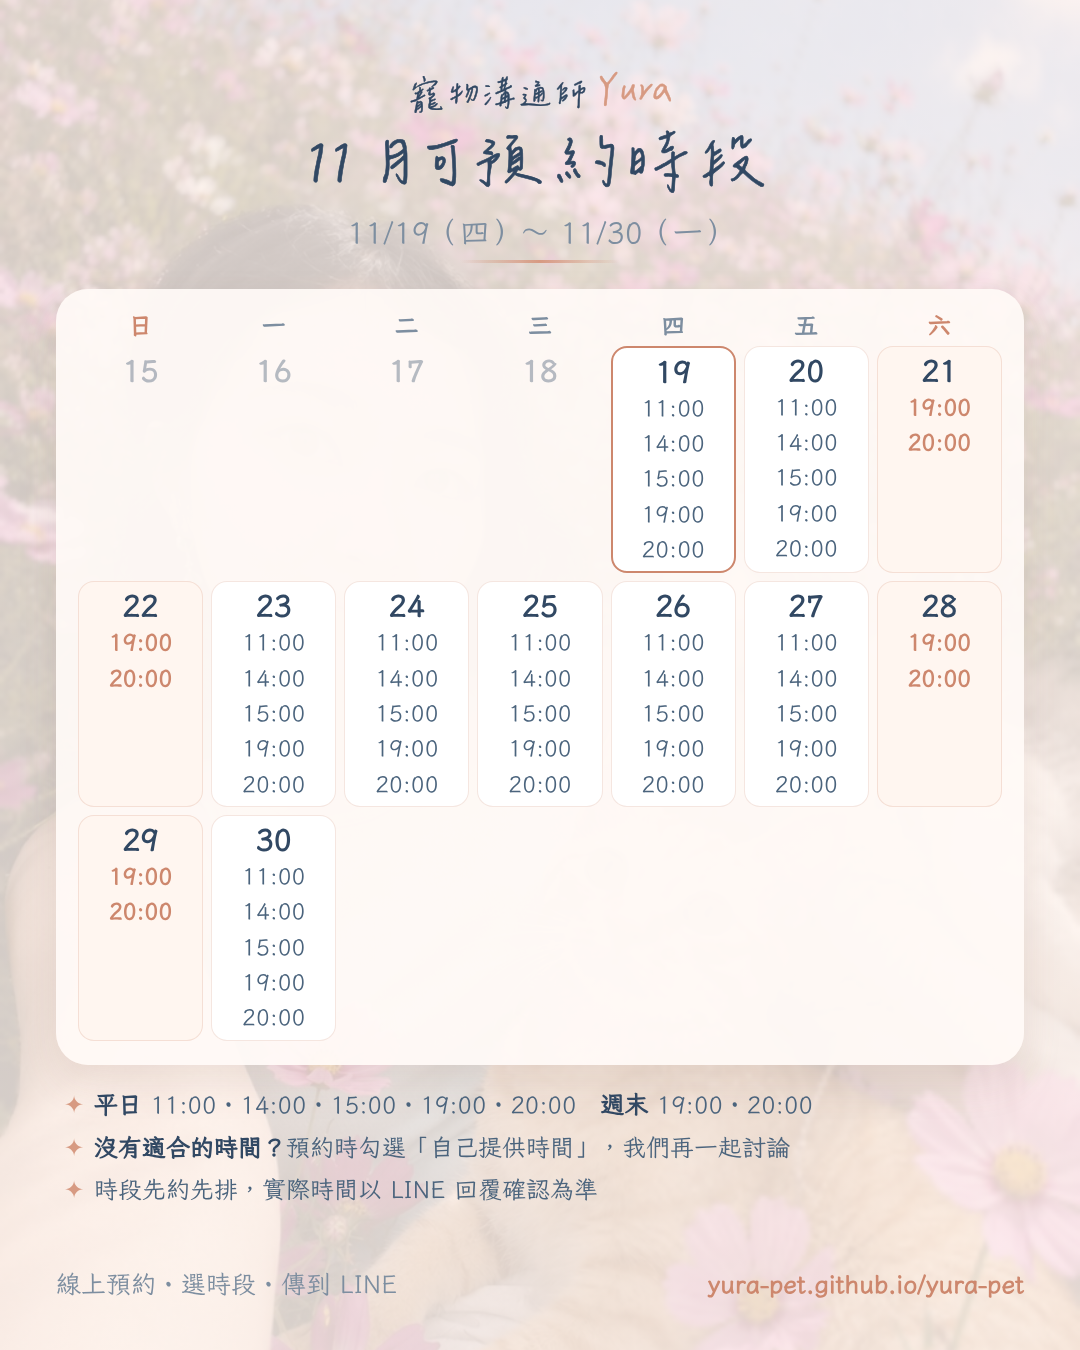 寵物溝通師 Yura
11 月可預約時段
11/19（四）～ 11/30（一）
日 一 二 三 四 五 六
15 16 17 18 19 20 21
11:00 11:00 19:00
14:00 14:00 20:00
15:00 15:00
19:00 19:00
20:00 20:00
22 23 24 25 26 27 28
19:00 11:00 11:00 11:00 11:00 11:00 19:00
20:00 14:00 14:00 14:00 14:00 14:00 20:00
15:00 15:00 15:00 15:00 15:00
19:00 19:00 19:00 19:00 19:00
20:00 20:00 20:00 20:00 20:00
29 30
19:00 11:00
20:00 14:00
15:00
19:00
20:00
✦ 平日 11:00・14:00・15:00・19:00・20:00 週末 19:00・20:00
✦ 沒有適合的時間？預約時勾選「自己提供時間」，我們再一起討論
✦ 時段先約先排，實際時間以 LINE 回覆確認為準
線上預約・選時段・傳到 LINE
yura-pet.github.io/yura-pet